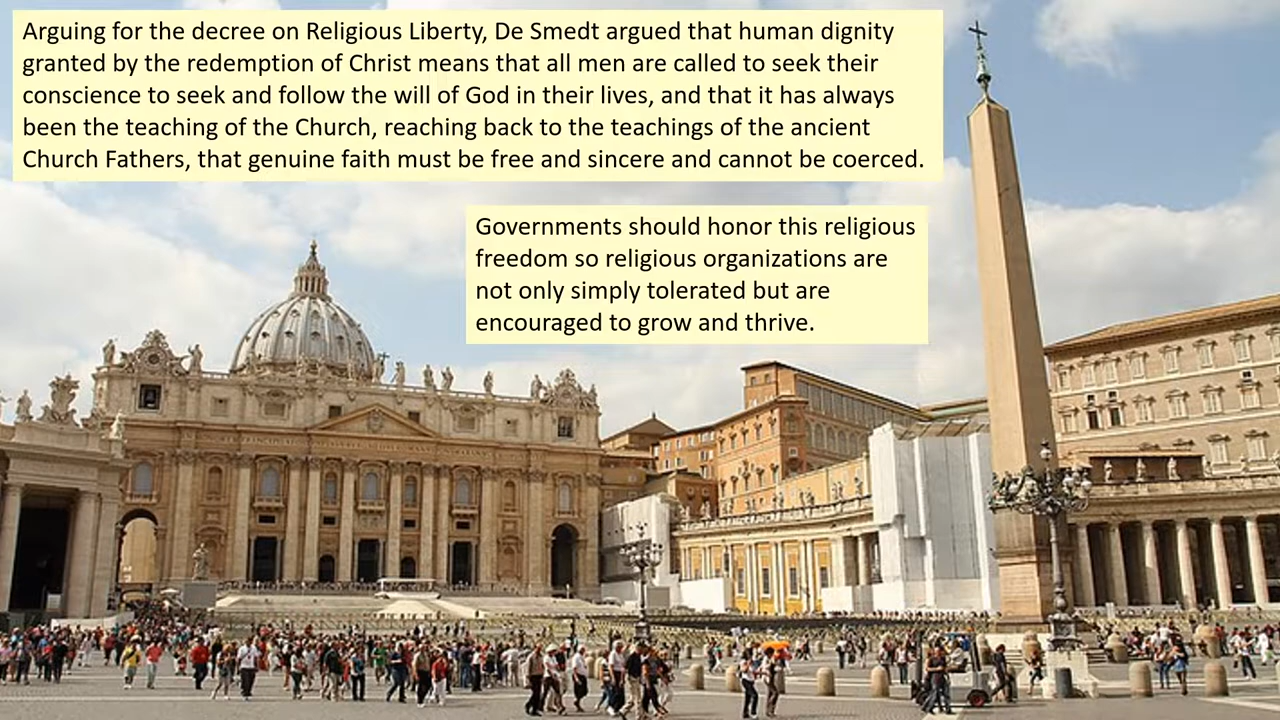 Arguing for the decree on Religious Liberty, De Smedt argued that human dignity
granted by the redemption of Christ means that all men are called to seek their
conscience to seek and follow the will of God in their lives, and that it has always
been the teaching of the Church, reaching back to the teachings of the ancient
Church Fathers, that genuine faith must be free and sincere and cannot be coerced.
Governments should honor this religious
freedom so religious organizations are
not only simply tolerated but are
encouraged to grow and thrive.